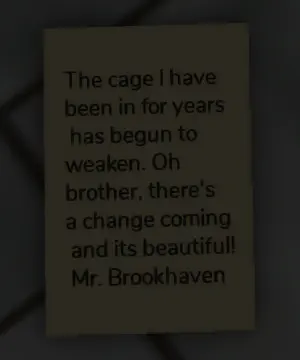 The cage I have
been in for years
has begun to
weaken. Oh
brother, there's
a change coming
and its beautiful!
Mr. Brookhaven